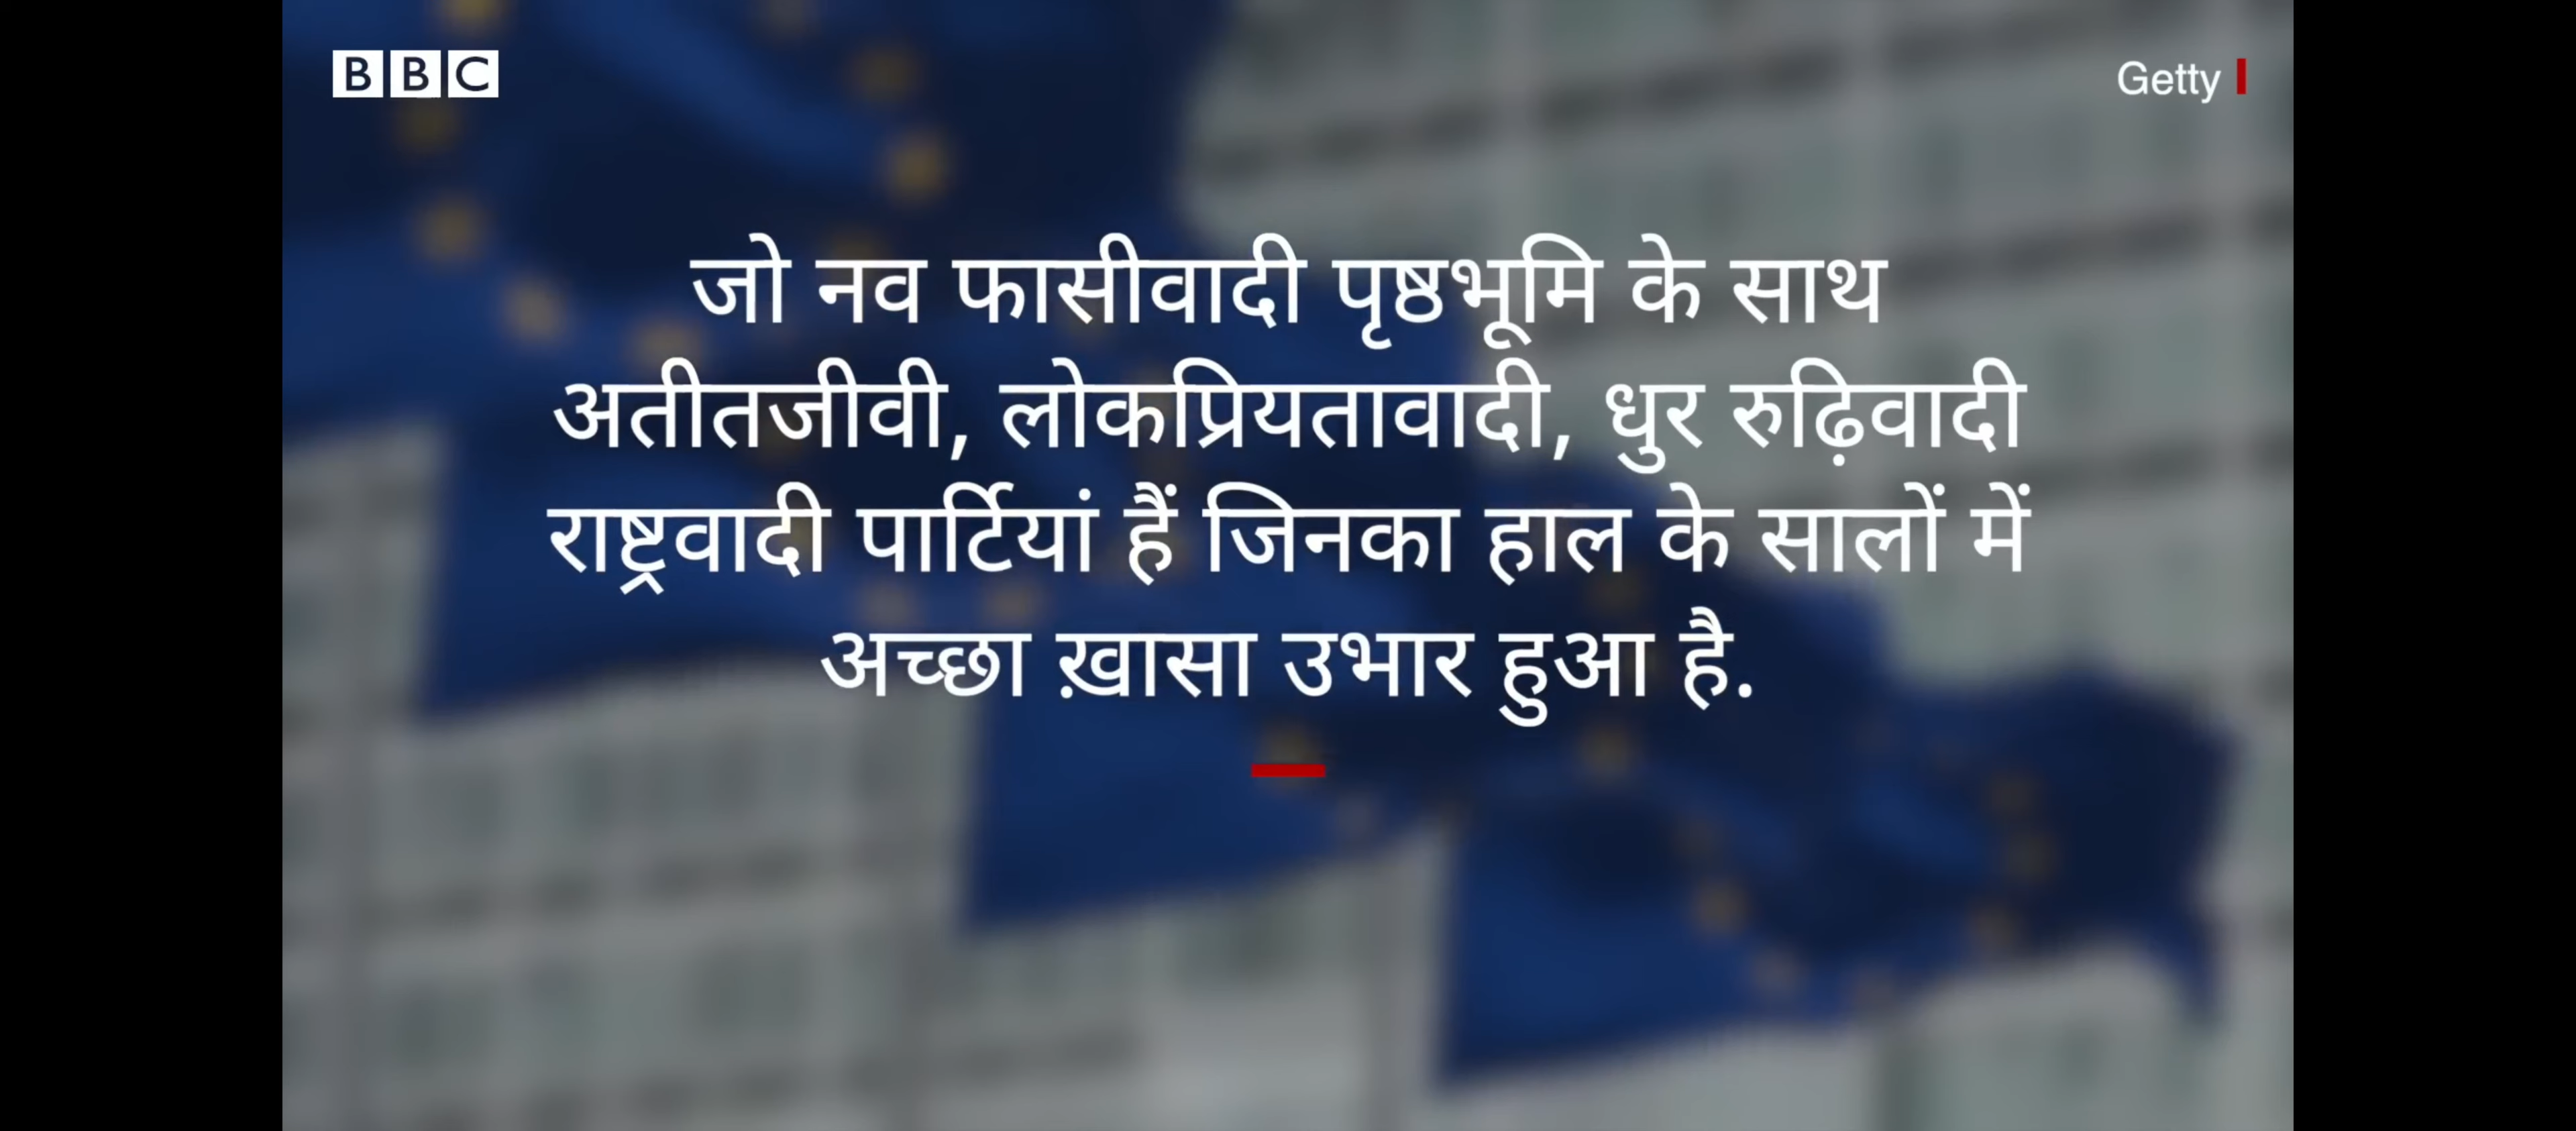 BBC
Getty
जो नव फासीवादी पृष्ठभूमि के साथ
अतीतजीवी, लोकप्रियतावादी, धुर रुढ़िवादी
राष्ट्रवादी पार्टियां हैं जिनका हाल के सालों में
अच्छा ख़ासा उभार हुआ है.